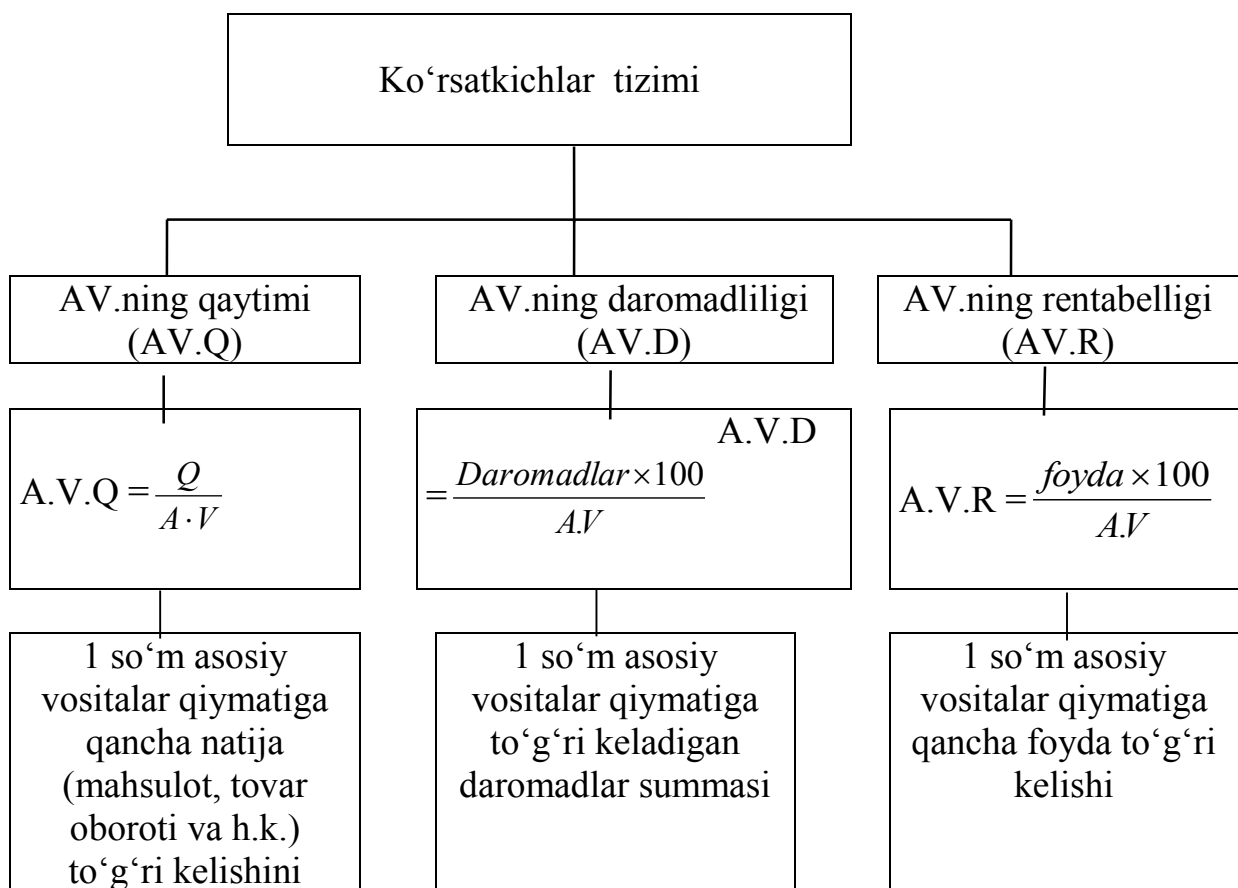 Ko‘rsatkichlar tizimi
AV.ning qaytimi
(AV.Q)
AV.ning daromadliligi
(AV.D)
AV.ning rentabelligi
(AV.R)
A.V.Q = Q / A · V
A.V.D
= Daromadlar × 100 / A.V
A.V.R = foyda × 100 / A.V
1 so‘m asosiy
vositalar qiymatiga
qancha natija
(mahsulot, tovar
oboroti va h.k.)
to‘g‘ri kelishini
1 so‘m asosiy
vositalar qiymatiga
to‘g‘ri keladigan
daromadlar summasi
1 so‘m asosiy
vositalar qiymatiga
qancha foyda to‘g‘ri
kelishi